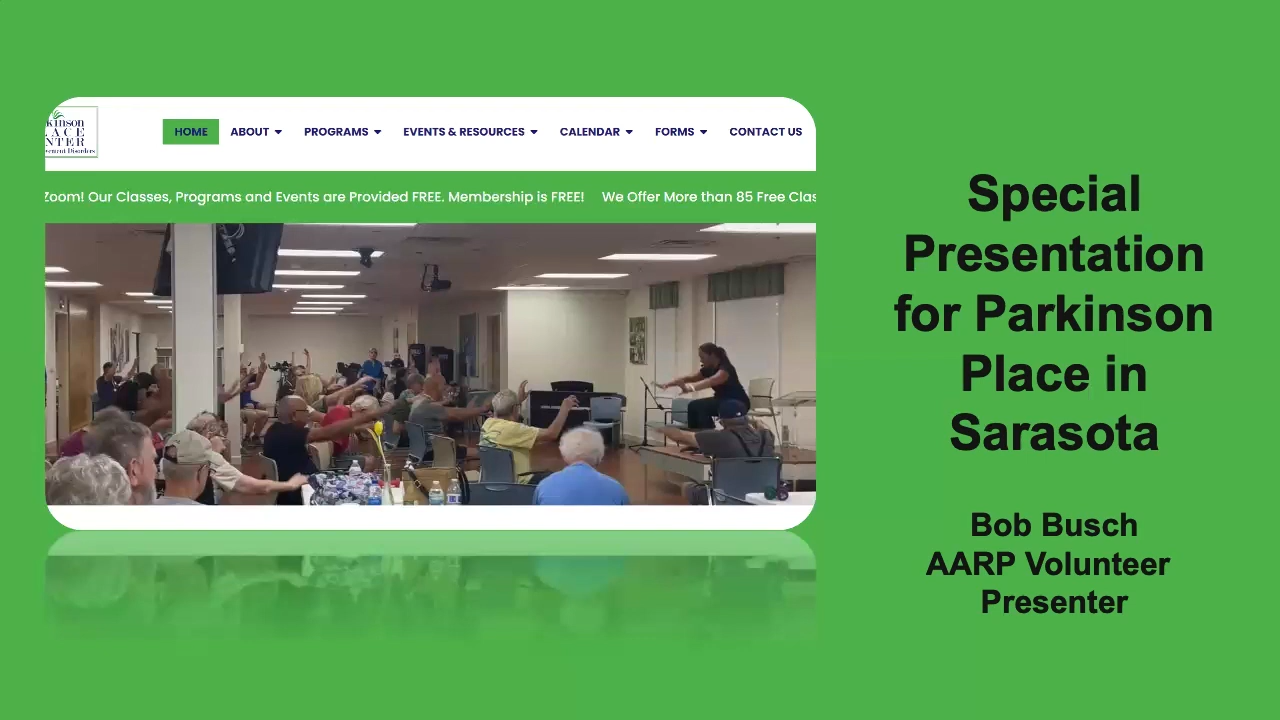 HOME ABOUT PROGRAMS EVENTS & RESOURCES CALENDAR FORMS CONTACT US
Zoom! Our Classes, Programs and Events are Provided FREE. Membership is FREE! We Offer More than 85 Free Clas
Special
Presentation
for Parkinson
Place in
Sarasota
Bob Busch
AARP Volunteer
Presenter